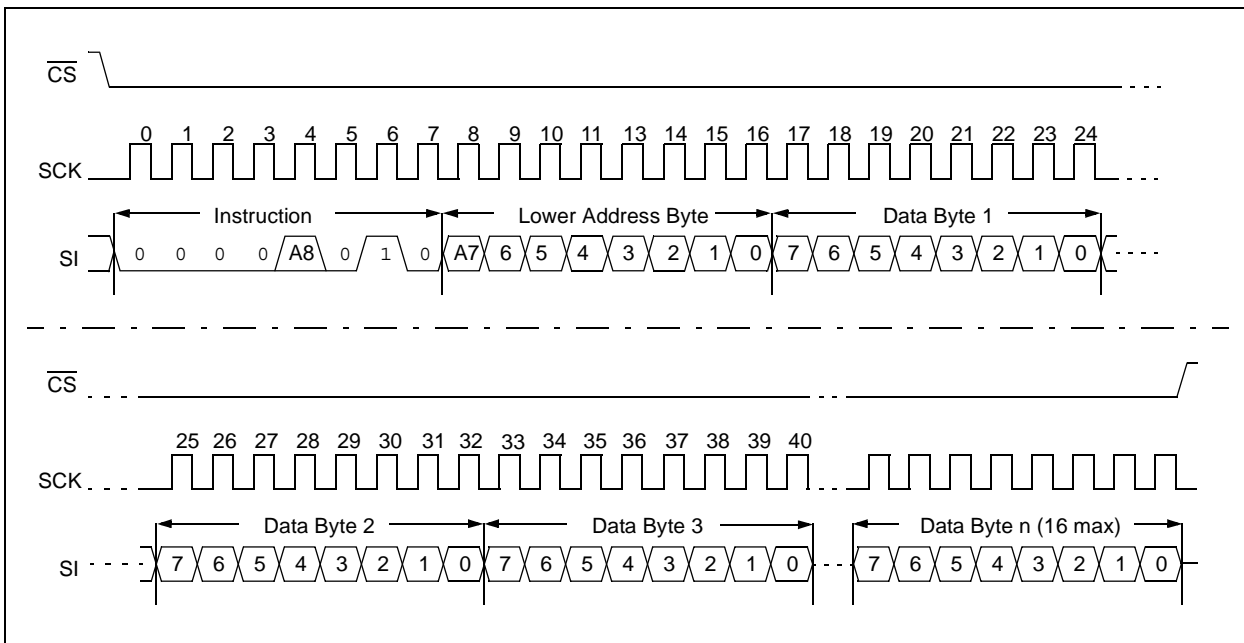 CS
0 1 2 3 4 5 6 7 8 9 10 11 13 14 15 16 17 18 19 20 21 22 23 24
SCK
Instruction Lower Address Byte Data Byte 1
SI 0 0 0 0 A8 0 1 0 A7 6 5 4 3 2 1 0 7 6 5 4 3 2 1 0
CS
25 26 27 28 29 30 31 32 33 34 35 36 37 38 39 40
SCK
Data Byte 2 Data Byte 3 Data Byte n (16 max)
SI 7 6 5 4 3 2 1 0 7 6 5 4 3 2 1 0 7 6 5 4 3 2 1 0